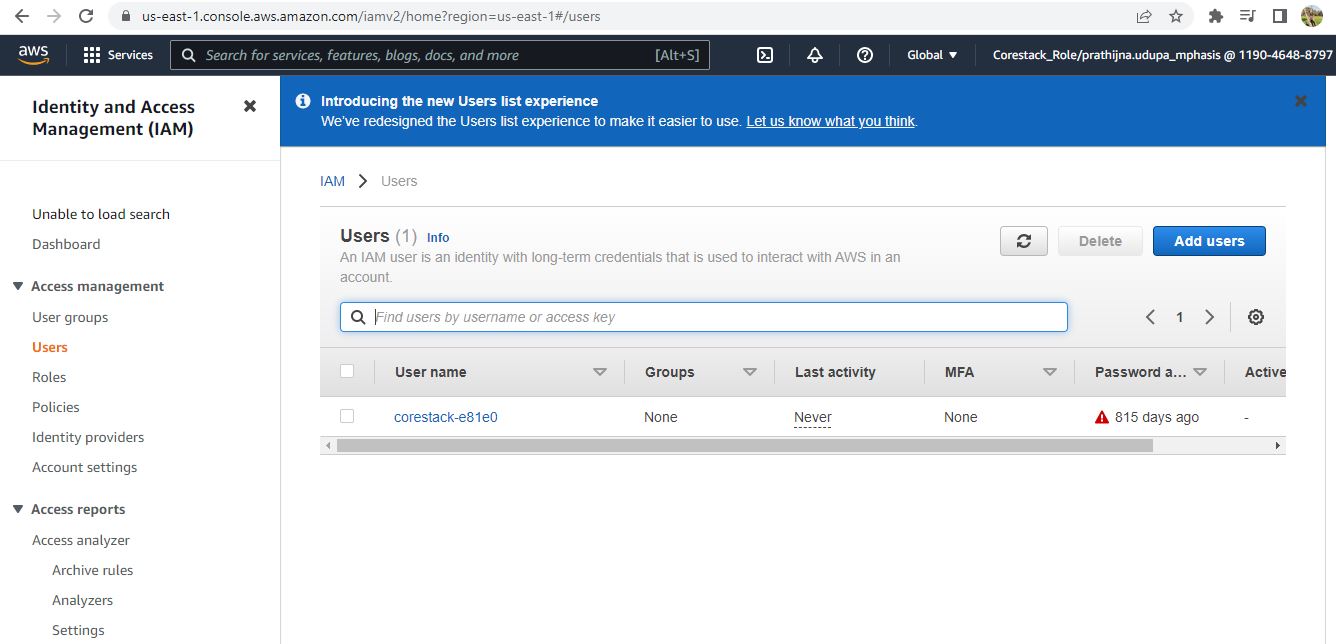 us-east-1.console.aws.amazon.com/iamv2/home?region=us-east-1#/users
aws
Services
Search for services, features, blogs, docs, and more
[Alt+S]
Global
Corestack_Role/prathijna.udupa_mphasis @ 1190-4648-8797
Identity and Access
Management (IAM)
Unable to load search
Dashboard
Access management
User groups
Users
Roles
Policies
Identity providers
Account settings
Access reports
Access analyzer
Archive rules
Analyzers
Settings
Introducing the new Users list experience
We've redesigned the Users list experience to make it easier to use. Let us know what you think.
IAM > Users
Users (1) Info
An IAM user is an identity with long-term credentials that is used to interact with AWS in an
account.
Delete
Add users
Find users by username or access key
1
User name Groups Last activity MFA Password a... Active
corestack-e81e0 None Never None 815 days ago -